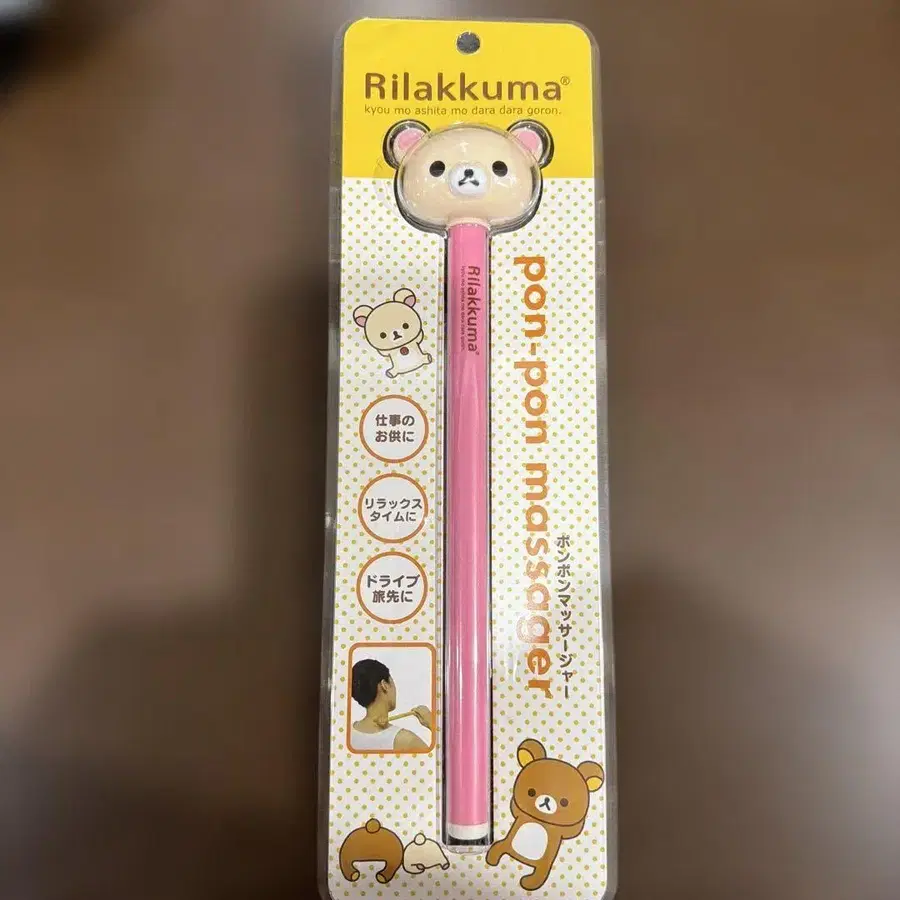 Rilakkuma®
kyou mo ashita mo dara dara goron.
Rilakkuma®
pon-pon massager
ポンポンマッサージャー
仕事の
お供に
リラックス
タイムに
ドライブ
旅先に